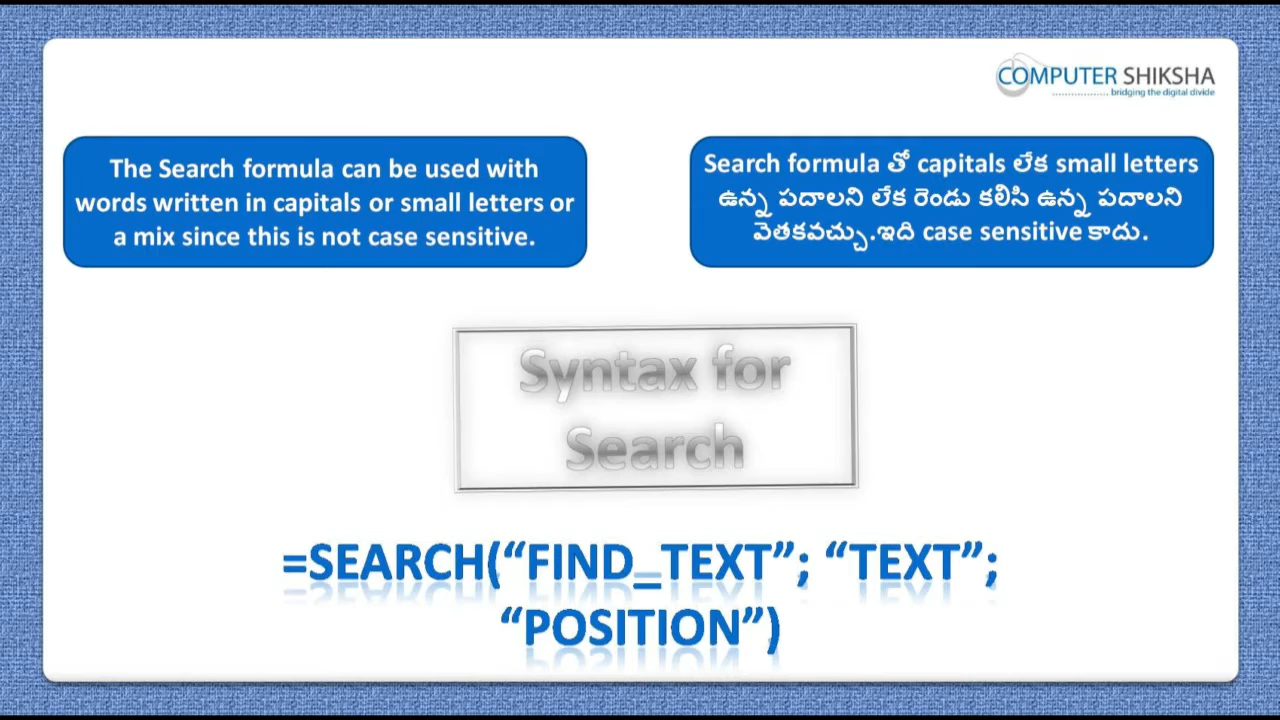 COMPUTER SHIKSHA
bridging the digital divide
The Search formula can be used with
words written in capitals or small letters or
a mix since this is not case sensitive.
Search formula తో capitals లేక small letters
ఉన్న పదాలని లేక రెండు కలిసి ఉన్న పదాలని
వెతకవచ్చు.ఇది case sensitive కాదు.
Syntax for
Search
=SEARCH(“FIND_TEXT”; “TEXT”;
“POSITION”)